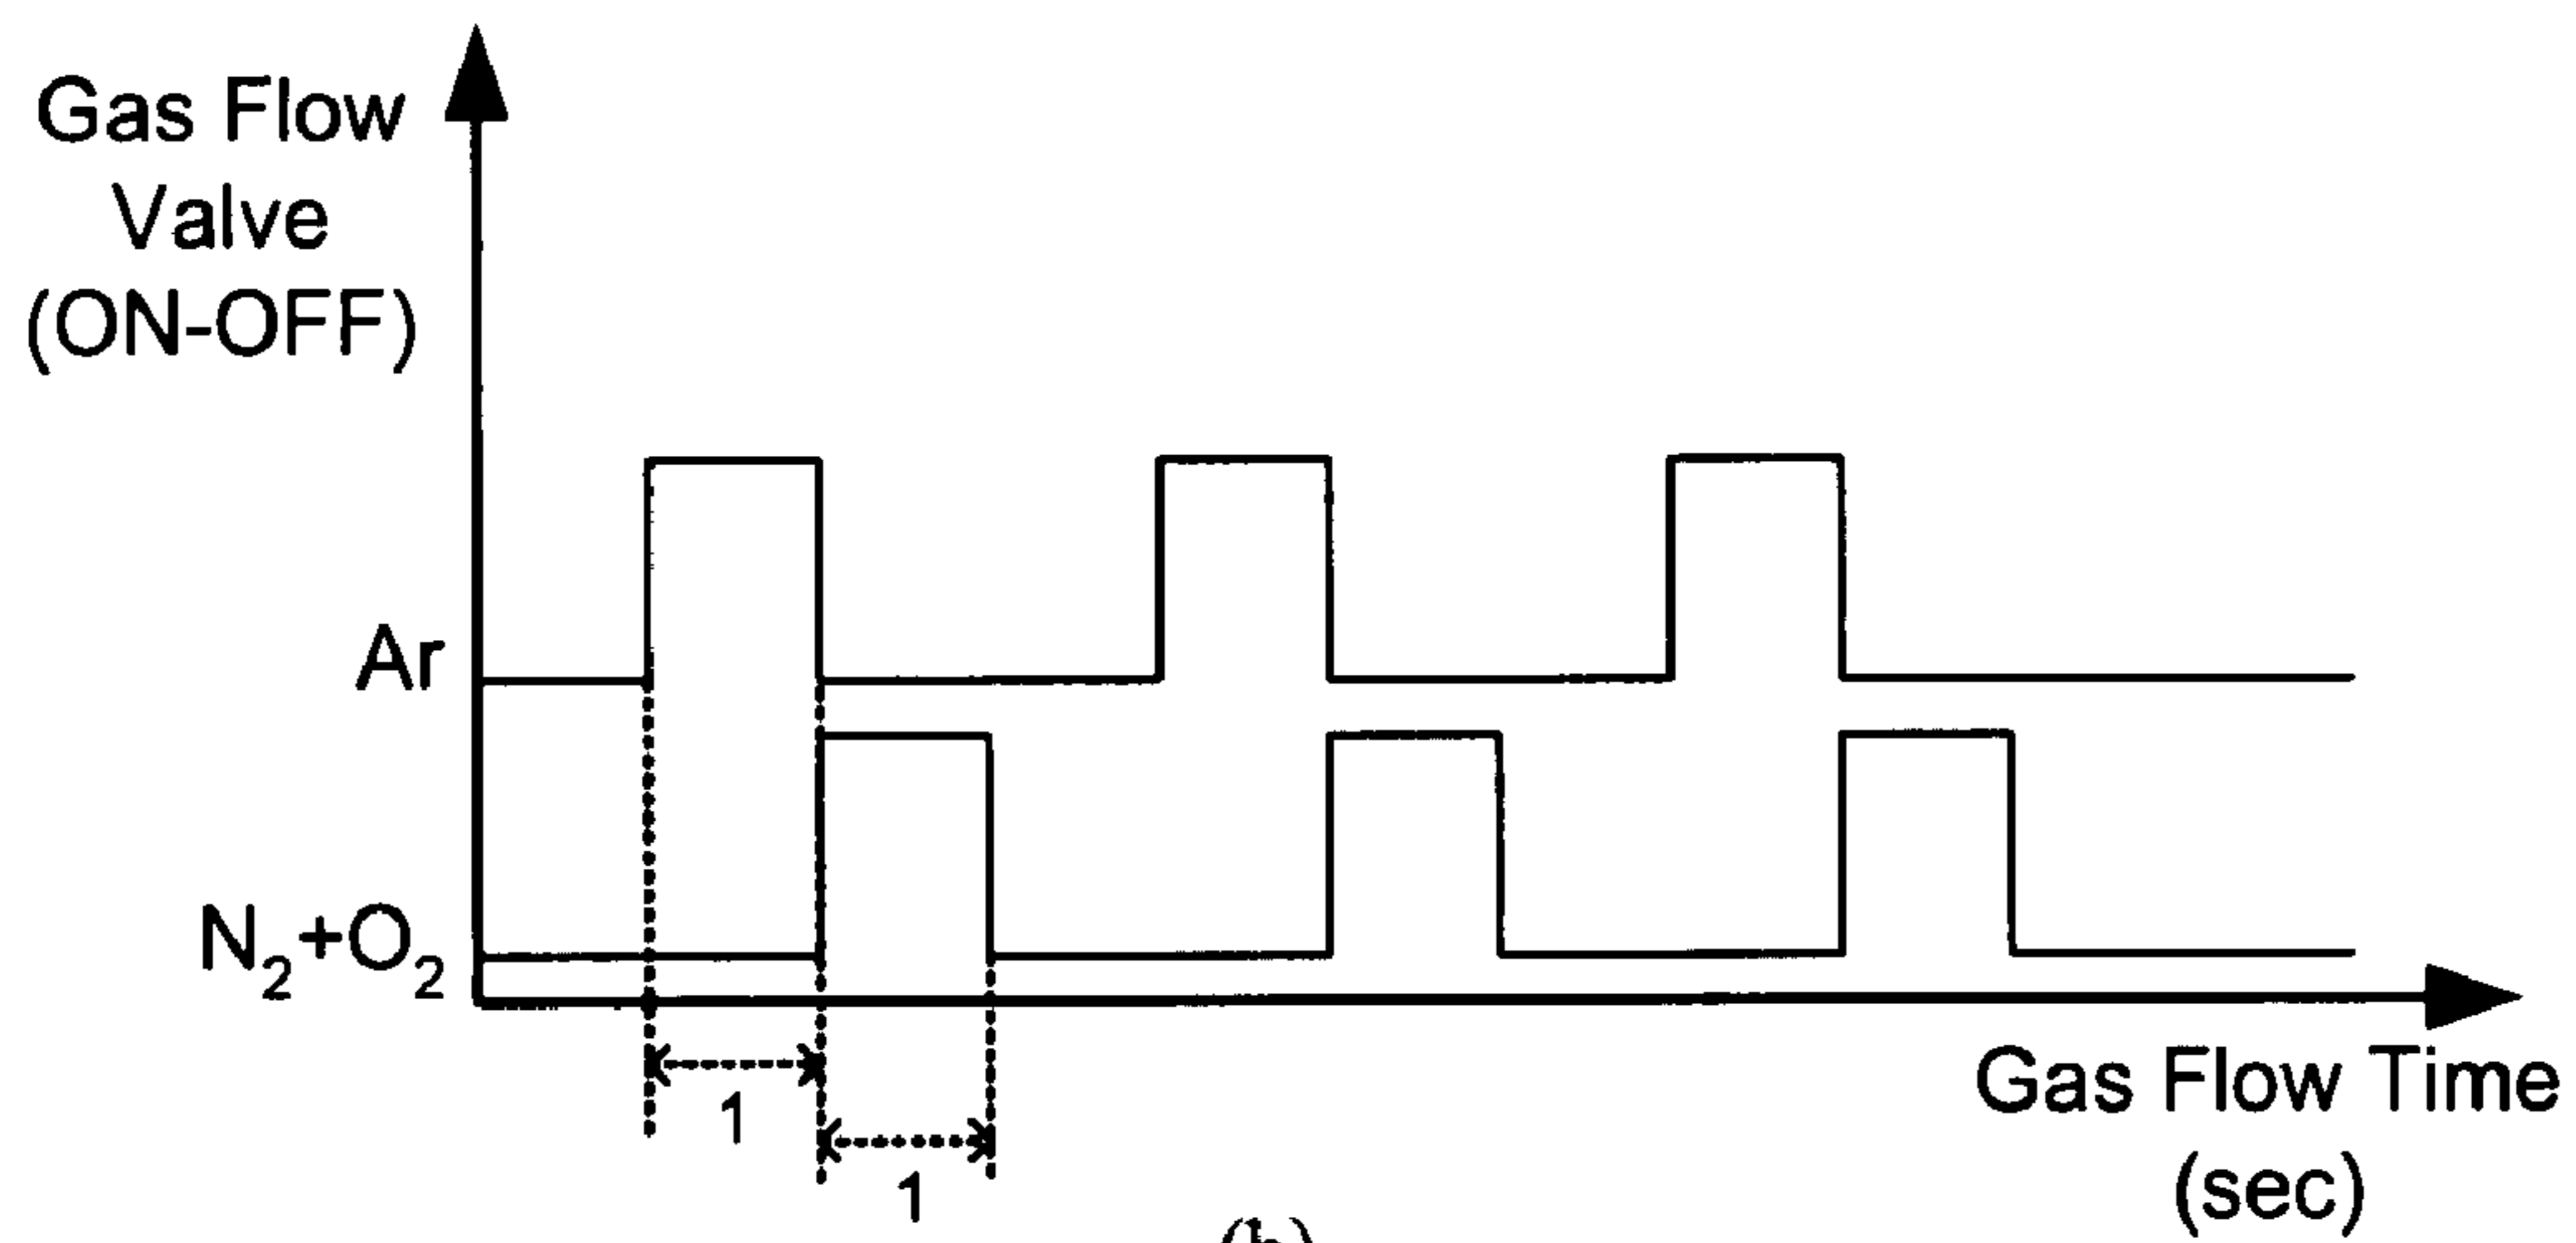 Gas Flow
Valve
(ON-OFF)
Ar
N₂+O₂
1
1
Gas Flow Time
(sec)
(b)